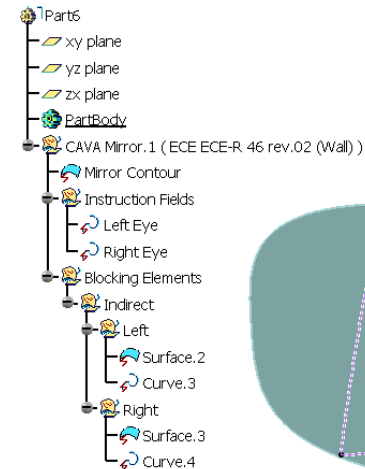 Part6
xy plane
yz plane
zx plane
PartBody
CAVA Mirror.1 ( ECE ECE-R 46 rev.02 (Wall) )
Mirror Contour
Instruction Fields
Left Eye
Right Eye
Blocking Elements
Indirect
Left
Surface.2
Curve.3
Right
Surface.3
Curve.4